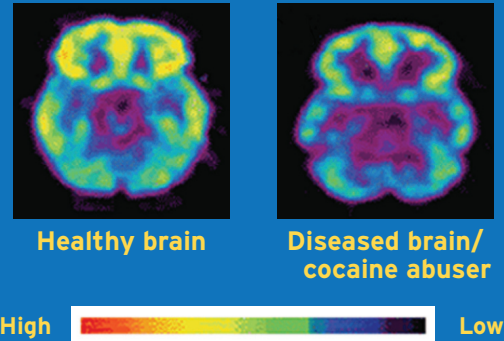 Healthy brain
Diseased brain/
cocaine abuser
High Low